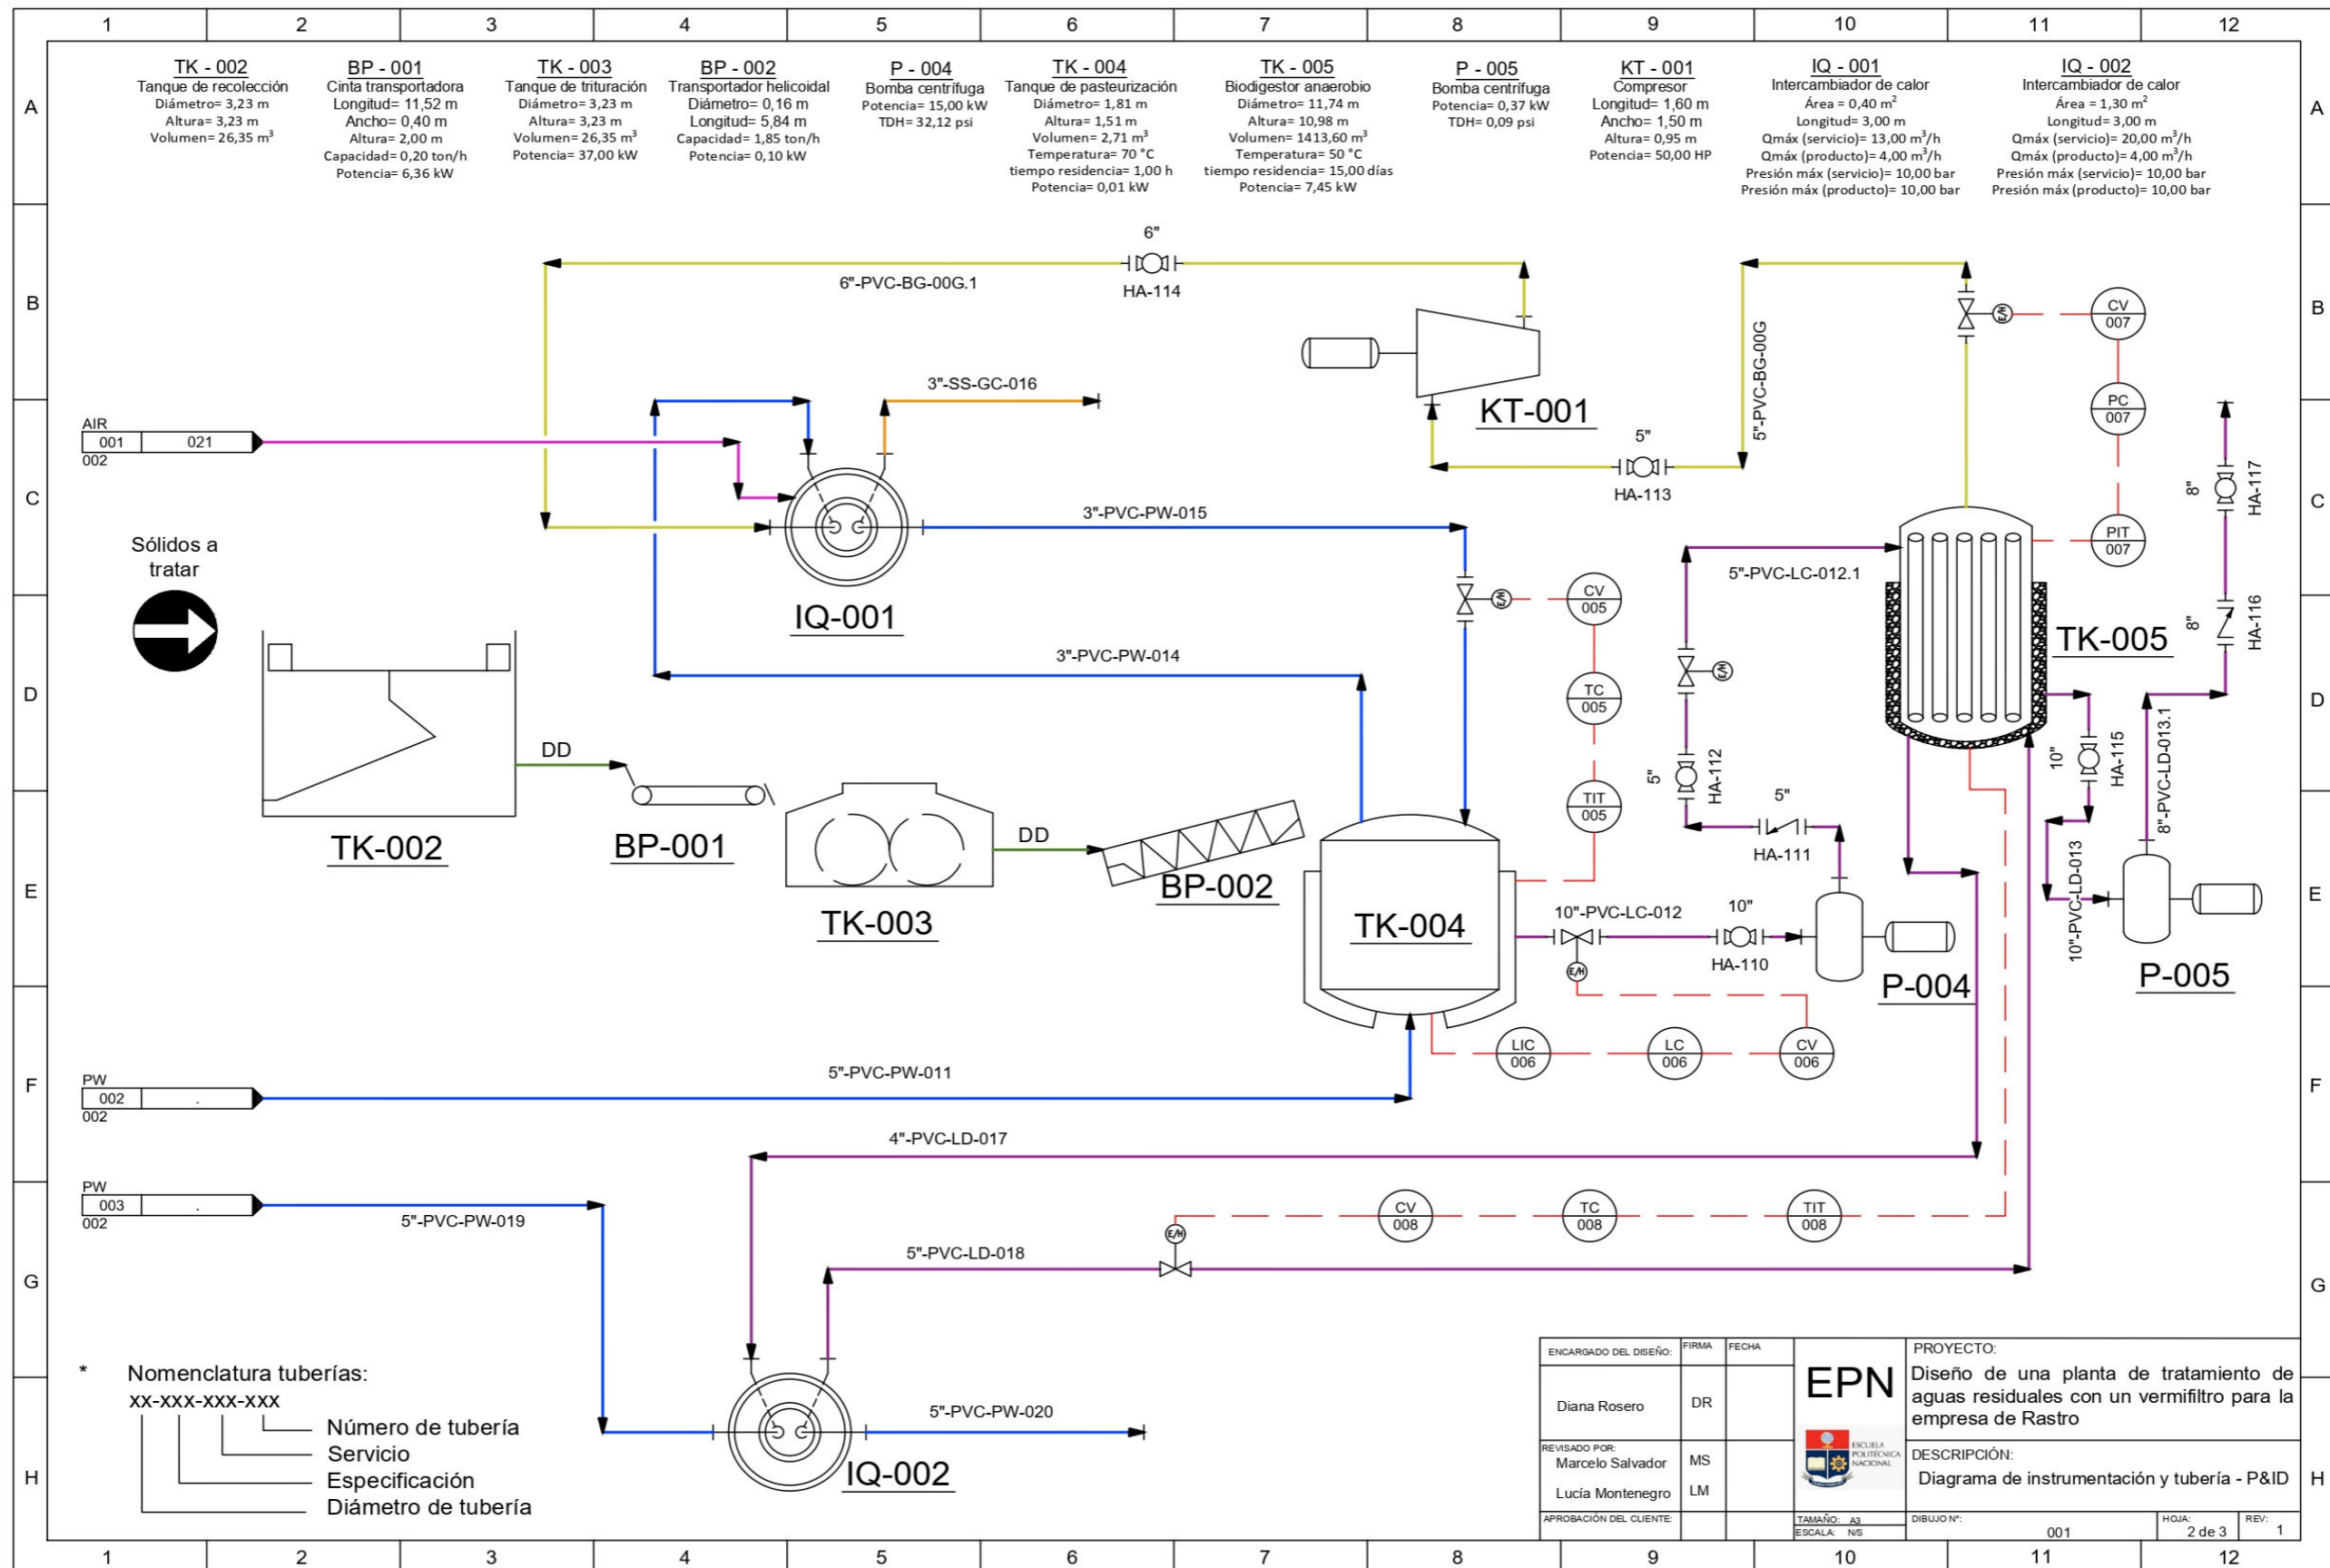 1 2 3 4 5 6 7 8 9 10 11 12
A A
TK - 002
Tanque de recolección
Diámetro= 3,23 m
Altura= 3,23 m
Volumen= 26,35 m³
BP - 001
Cinta transportadora
Longitud= 11,52 m
Ancho= 0,40 m
Altura= 2,00 m
Capacidad= 0,20 ton/h
Potencia= 6,36 kW
TK - 003
Tanque de trituración
Diámetro= 3,23 m
Altura= 3,23 m
Volumen= 26,35 m³
Potencia= 37,00 kW
BP - 002
Transportador helicoidal
Diámetro= 0,16 m
Longitud= 5,84 m
Capacidad= 1,85 ton/h
Potencia= 0,10 kW
P - 004
Bomba centrífuga
Potencia= 15,00 kW
TDH= 32,12 psi
TK - 004
Tanque de pasteurización
Diámetro= 1,81 m
Altura= 1,51 m
Volumen= 2,71 m³
Temperatura= 70 °C
tiempo residencia= 1,00 h
Potencia= 0,01 kW
TK - 005
Biodigestor anaerobio
Diámetro= 11,74 m
Altura= 10,98 m
Volumen= 1413,60 m³
Temperatura= 50 °C
tiempo residencia= 15,00 días
Potencia= 7,45 kW
P - 005
Bomba centrífuga
Potencia= 0,37 kW
TDH= 0,09 psi
KT - 001
Compresor
Longitud= 1,60 m
Ancho= 1,50 m
Altura= 0,95 m
Potencia= 50,00 HP
IQ - 001
Intercambiador de calor
Área = 0,40 m²
Longitud= 3,00 m
Qmáx (servicio)= 13,00 m³/h
Qmáx (producto)= 4,00 m³/h
Presión máx (servicio)= 10,00 bar
Presión máx (producto)= 10,00 bar
IQ - 002
Intercambiador de calor
Área = 1,30 m²
Longitud= 3,00 m
Qmáx (servicio)= 20,00 m³/h
Qmáx (producto)= 4,00 m³/h
Presión máx (servicio)= 10,00 bar
Presión máx (producto)= 10,00 bar
B B
6"
6"-PVC-BG-00G.1
HA-114
E/H
CV
007
5"-PVC-BG-00G
3"-SS-GC-016
KT-001
PC
007
C C
AIR
001 021
002
5"
HA-113
8"
HA-117
3"-PVC-PW-015
PIT
007
Sólidos a
tratar
5"-PVC-LC-012.1
IQ-001
E/H
CV
005
8"
HA-116
TK-005
D D
3"-PVC-PW-014
E/H
TC
005
DD
10"
HA-115
8"-PVC-LD-013.1
5"
HA-112
5"
HA-111
TIT
005
E E
TK-002
BP-001
DD
BP-002
TK-003
TK-004
10"-PVC-LC-012
10"
HA-110
E/H
P-004
10"-PVC-LD-013
P-005
LIC
006
LC
006
CV
006
F F
PW
002 .
002
5"-PVC-PW-011
4"-PVC-LD-017
PW
003 .
002
5"-PVC-PW-019
CV
008
TC
008
TIT
008
E/H
5"-PVC-LD-018
G G
* Nomenclatura tuberías:
xx-xxx-xxx-xxx
Número de tubería
Servicio
Especificación
Diámetro de tubería
5"-PVC-PW-020
IQ-002
H H
ENCARGADO DEL DISEÑO: FIRMA FECHA
Diana Rosero DR
REVISADO POR:
Marcelo Salvador MS
Lucía Montenegro LM
APROBACIÓN DEL CLIENTE:
EPN
ESCUELA
POLITÉCNICA
NACIONAL
TAMAÑO: A3
ESCALA: N/S
PROYECTO:
Diseño de una planta de tratamiento de
aguas residuales con un vermifiltro para la
empresa de Rastro
DESCRIPCIÓN:
Diagrama de instrumentación y tubería - P&ID
DIBUJO N°: 001
HOJA: 2 de 3
REV: 1
1 2 3 4 5 6 7 8 9 10 11 12